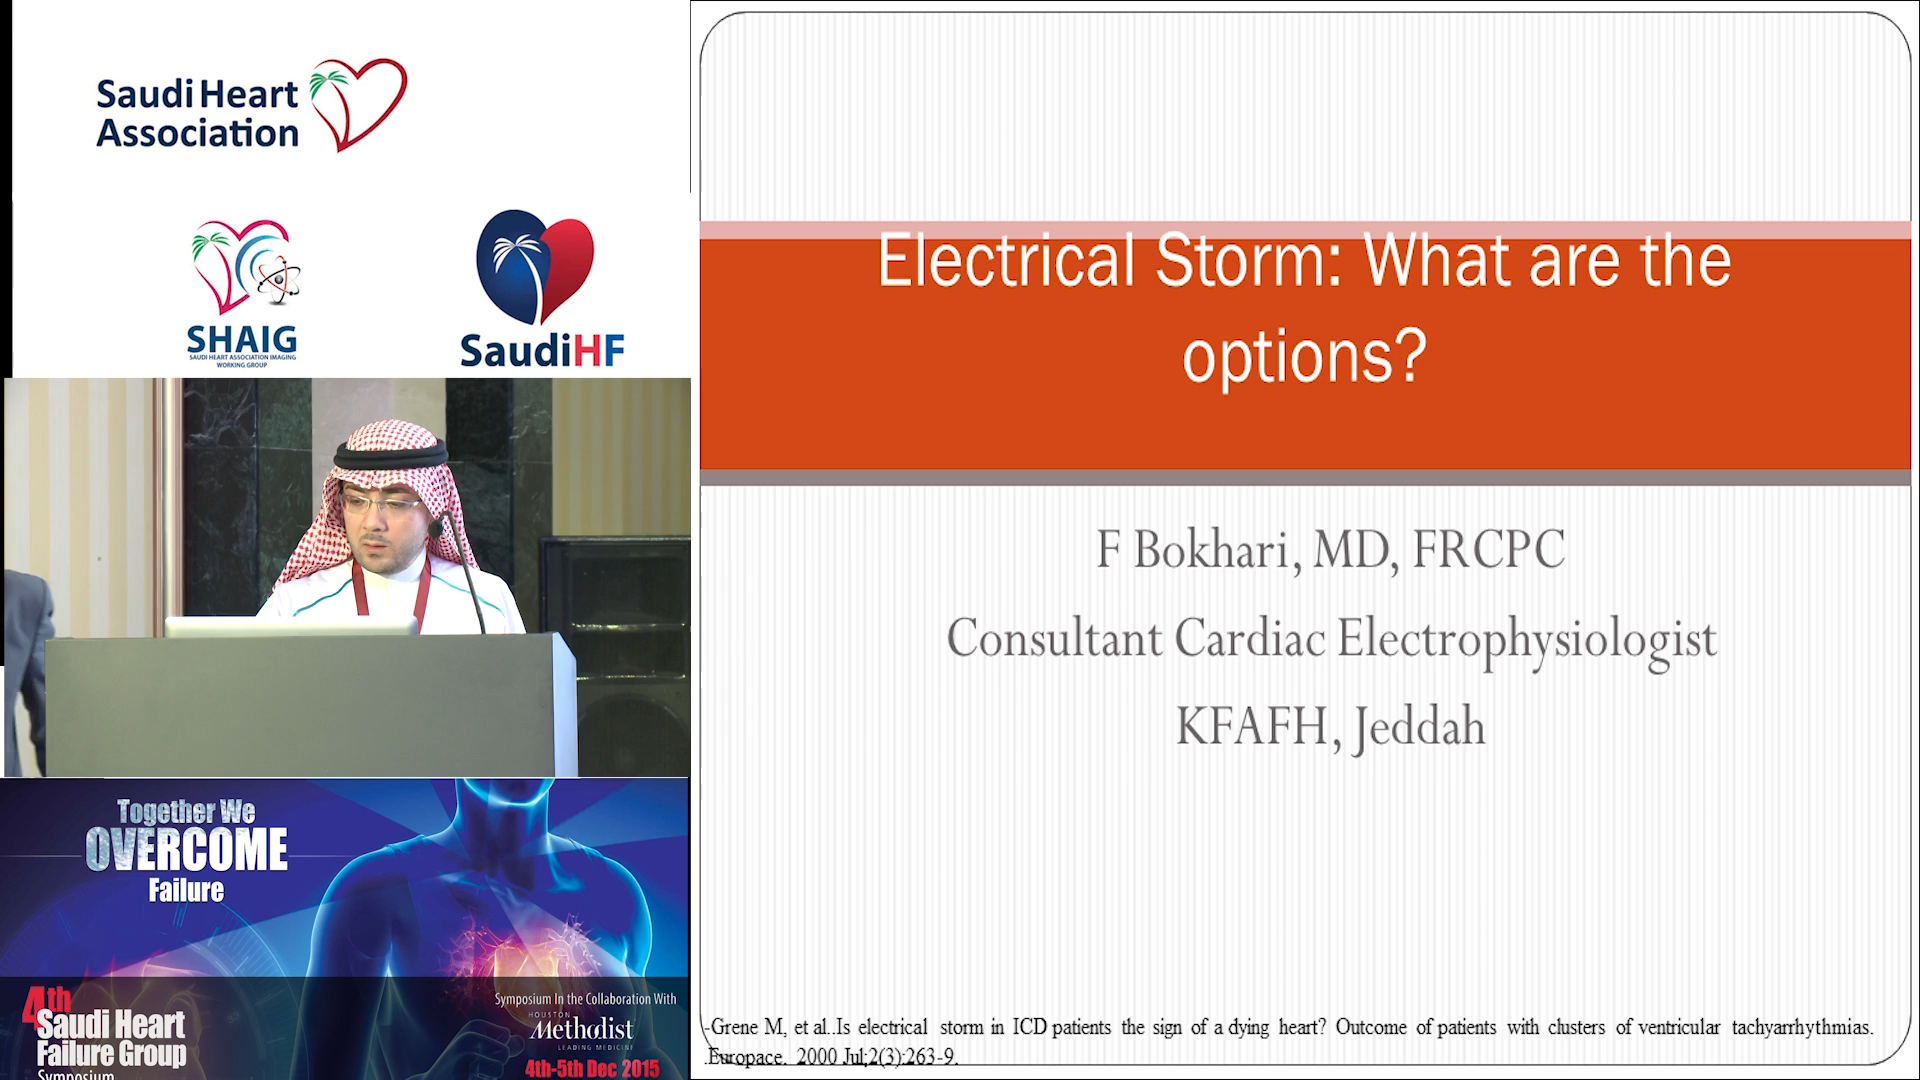 Saudi Heart
Association
SHAIG
SAUDI HEART ASSOCIATION IMAGING
WORKING GROUP
SaudiHF
Together We
OVERCOME
Failure
4th
Saudi Heart
Failure Group
Symposium
Symposium In the Collaboration With
HOUSTON
Methodist
LEADING MEDICINE
4th-5th Dec 2015
Electrical Storm: What are the
options?
F Bokhari, MD, FRCPC
Consultant Cardiac Electrophysiologist
KFAFH, Jeddah
-Grene M, et al..Is electrical storm in ICD patients the sign of a dying heart? Outcome of patients with clusters of ventricular tachyarrhythmias.
.Europace. 2000 Jul;2(3):263-9.